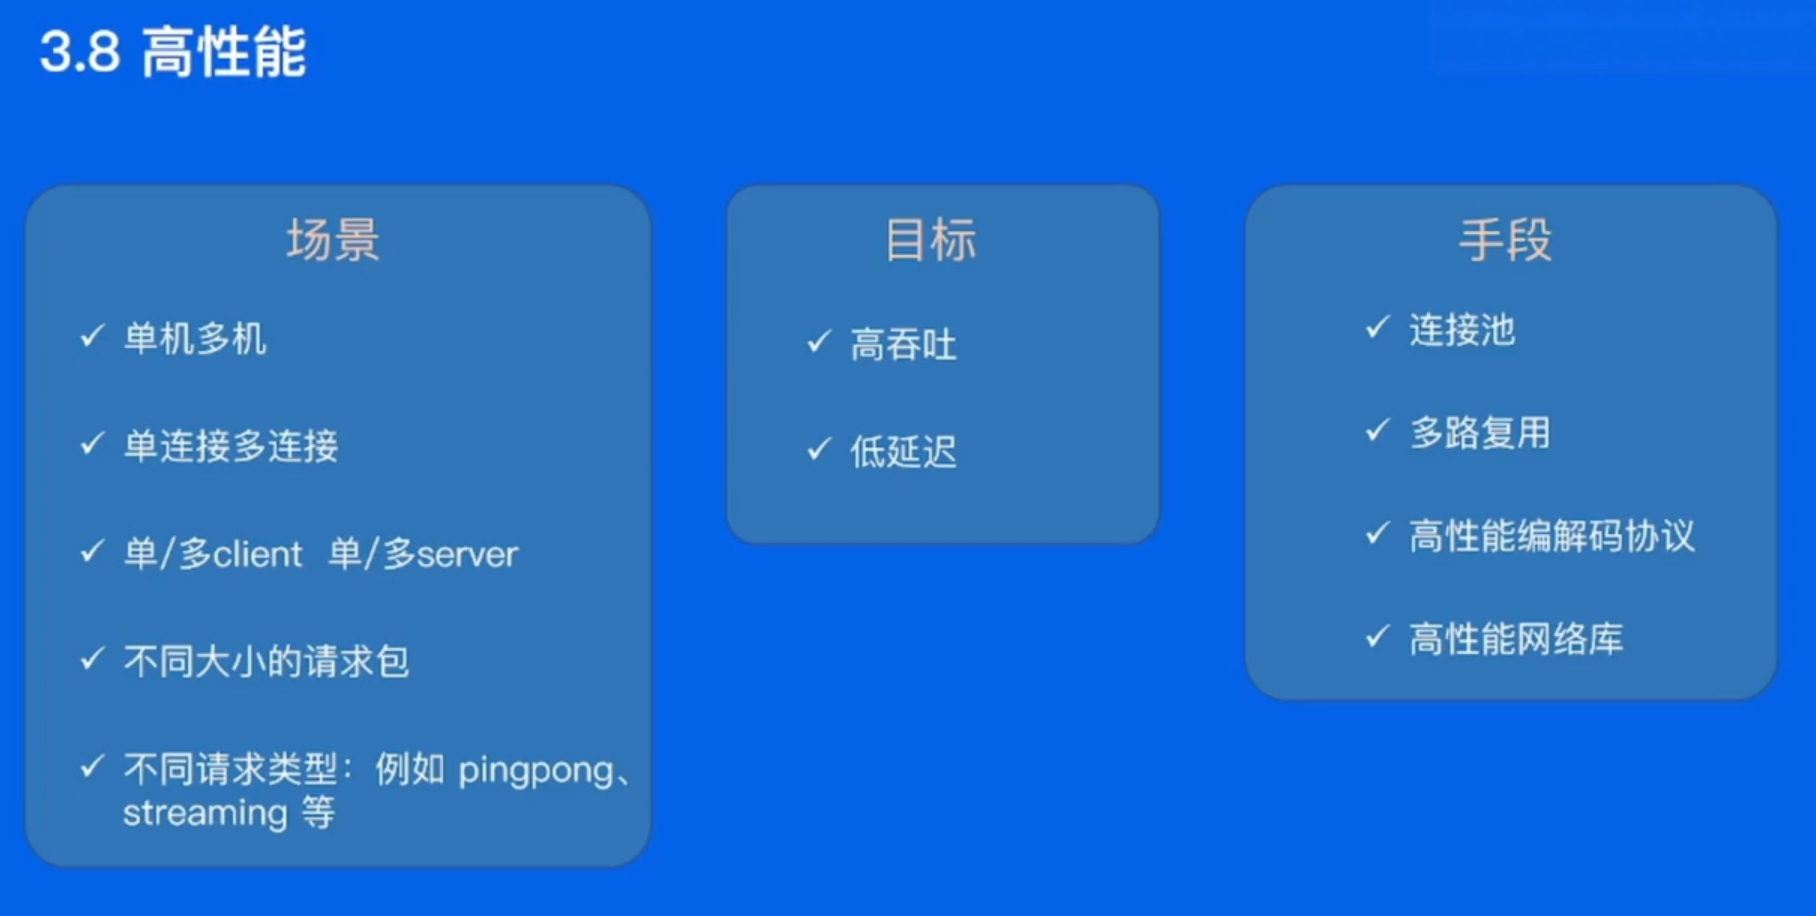 3.8 高性能
场景
单机多机
单连接多连接
单/多client 单/多server
不同大小的请求包
不同请求类型：例如 pingpong、
streaming 等
目标
高吞吐
低延迟
手段
连接池
多路复用
高性能编解码协议
高性能网络库